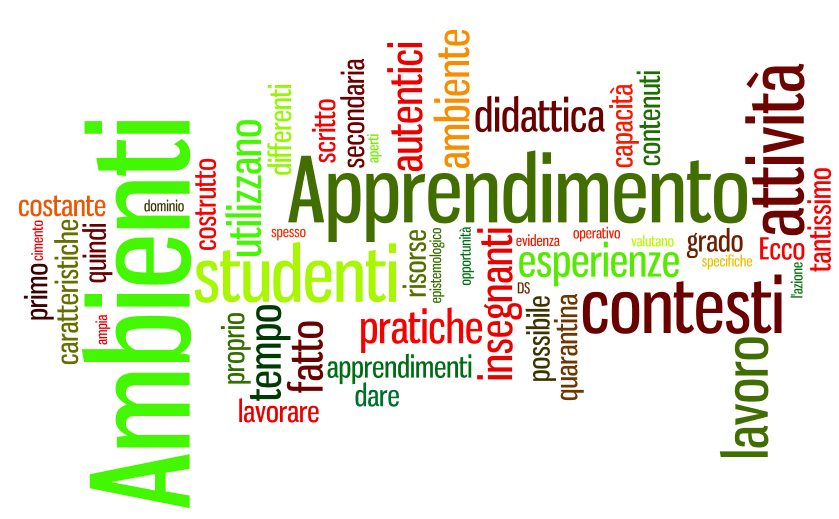 Ambienti
Apprendimento
attività
contesti
studenti
lavoro
insegnanti
esperienze
pratiche
didattica
autentici
ambiente
utilizzano
tempo
fatto
differenti
scritto
secondaria
aperti
capacità
contenuti
costante
dominio
costrutto
cimento
primo
caratteristiche
quindi
ampia
spesso
risorse
epistemologico
opportunità
evidenza
operativo
valutano
grado
specifiche
Ecco
tantissimo
l'azione
DS
possibile
quarantina
proprio
apprendimenti
dare
lavorare